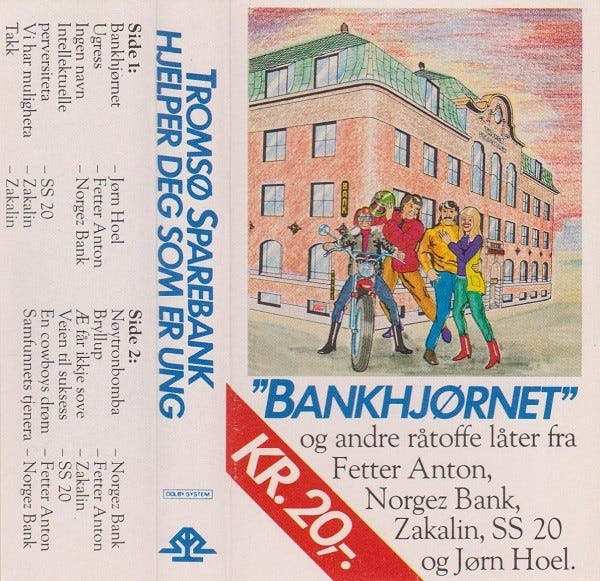 Side 1:
Bankhjørnet – Jørn Hoel
Ugress – Fetter Anton
Ingen navn – Norgez Bank
Intellektuelle
perversiteta – SS 20
Vi har muligheta – Zakalin
Takk – Zakalin
Side 2:
Nøytronbomba – Norgez Bank
Bryllup – Fetter Anton
Æ får ikkje sove – Zakalin
Veien til suksess – SS 20
En cowboys drøm – Fetter Anton
Samfunnets tjenera – Norgez Bank
TROMSØ SPAREBANK
HJELPER DEG SOM ER UNG
DOLBY SYSTEM
BANK
"BANKHJØRNET"
og andre råtoffe låter fra
Fetter Anton,
Norgez Bank,
Zakalin, SS 20
og Jørn Hoel.
KR. 20,-